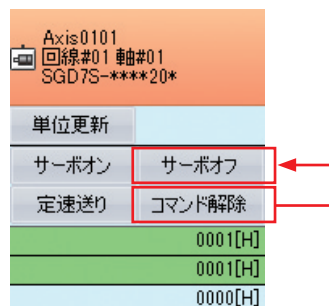 Axis0101
回線#01 軸#01
SGD7S-****20*
単位更新
サーボオン サーボオフ
定速送り コマンド解除
0001[H]
0001[H]
0000[H]